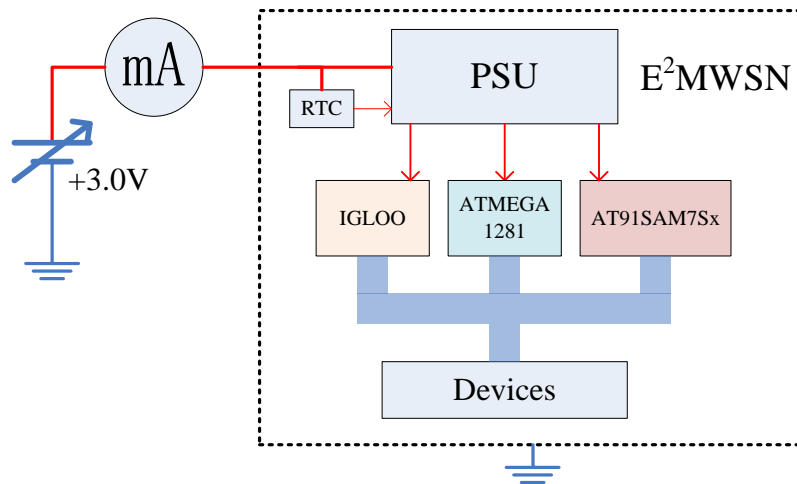 mA
PSU
E²MWSN
RTC
+3.0V
IGLOO
ATMEGA
1281
AT91SAM7Sx
Devices